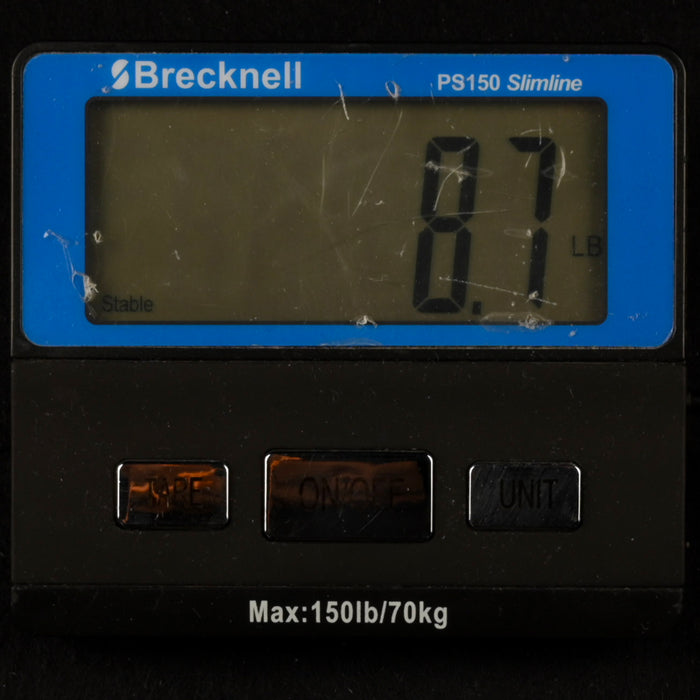 Brecknell
PS150 Slimline
8.7
LB
Stable
TARE ON/OFF UNIT
Max:150lb/70kg